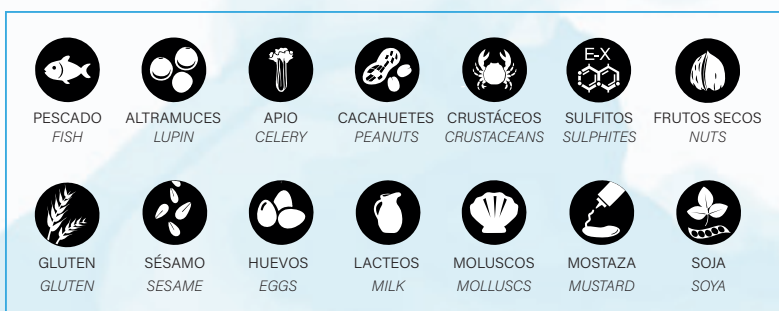 E-X
PESCADO ALTRAMUCES APIO CACAHUETES CRUSTÁCEOS SULFITOS FRUTOS SECOS
FISH LUPIN CELERY PEANUTS CRUSTACEANS SULPHITES NUTS
GLUTEN SÉSAMO HUEVOS LACTEOS MOLUSCOS MOSTAZA SOJA
GLUTEN SESAME EGGS MILK MOLLUSCS MUSTARD SOYA